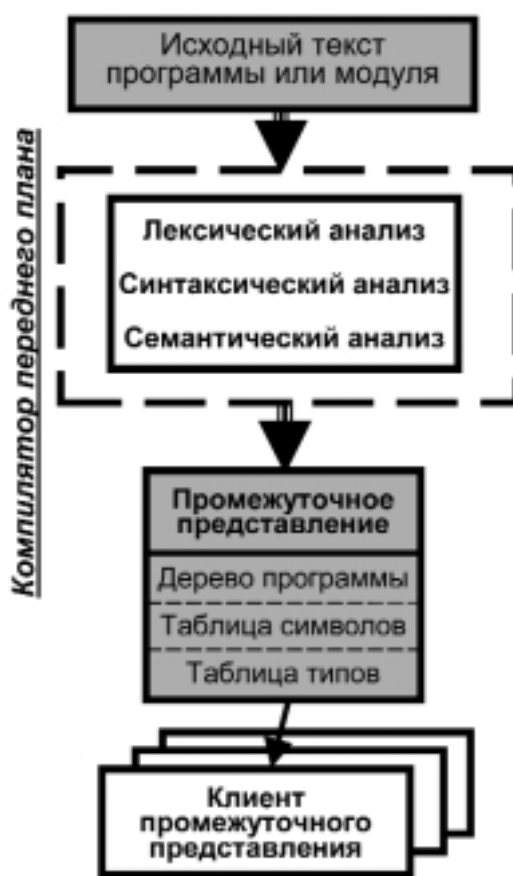 Исходный текст
программы или модуля
Компилятор переднего плана
Лексический анализ
Синтаксический анализ
Семантический анализ
Промежуточное
представление
Дерево программы
Таблица символов
Таблица типов
Клиент
промежуточного
представления